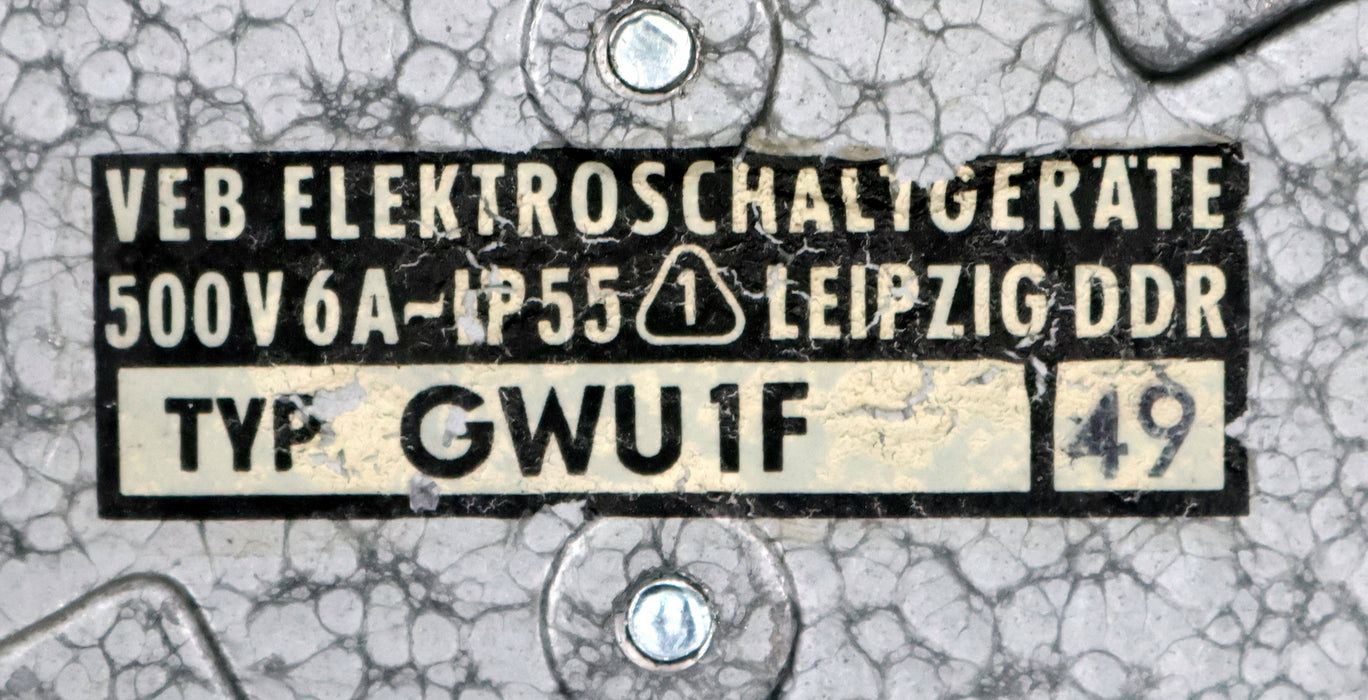 VEB ELEKTROSCHALTGERÄTE
500V 6A~ IP55 1 LEIPZIG DDR
TYP GWU1F 49